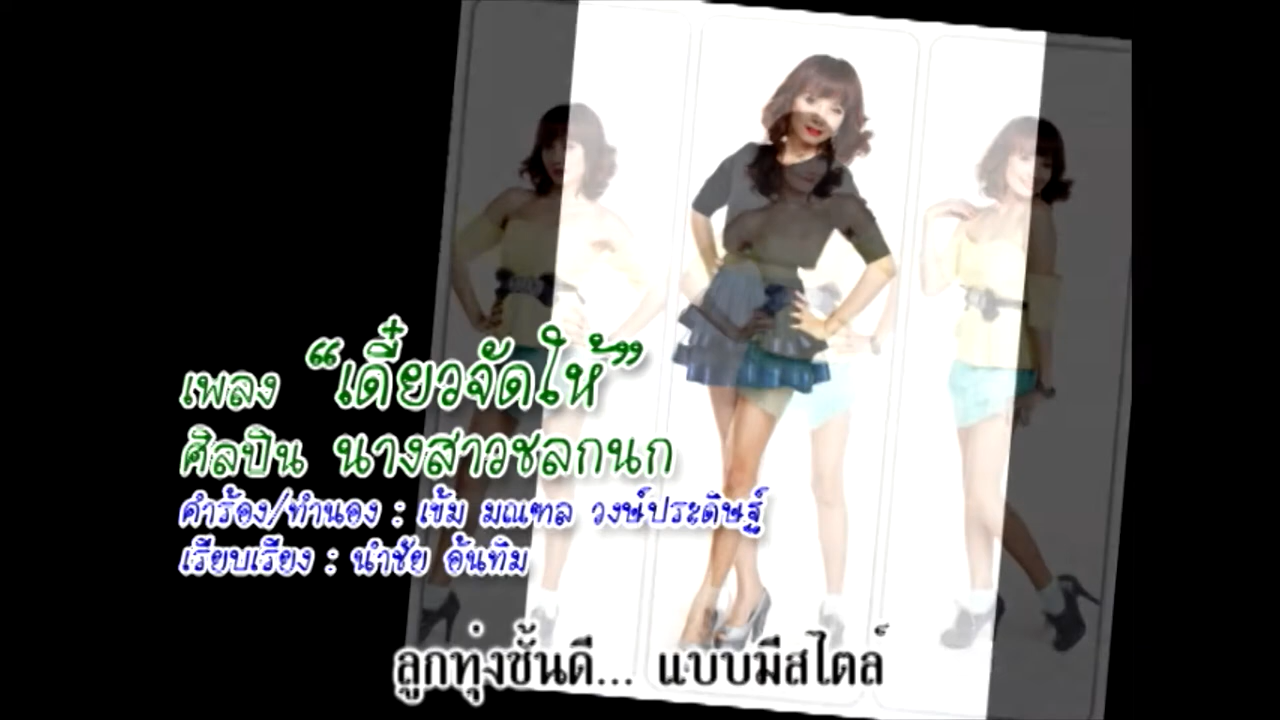 เพลง “เดี๋ยวจัดให้”
ศิลปิน นางสาวชลกนก
คำร้อง/ทำนอง : เข้ม มณฑล วงษ์ประดิษฐ์
เรียบเรียง : นำชัย อ้นทิม
ลูกทุ่งชั้นดี... แบบมีสไตล์